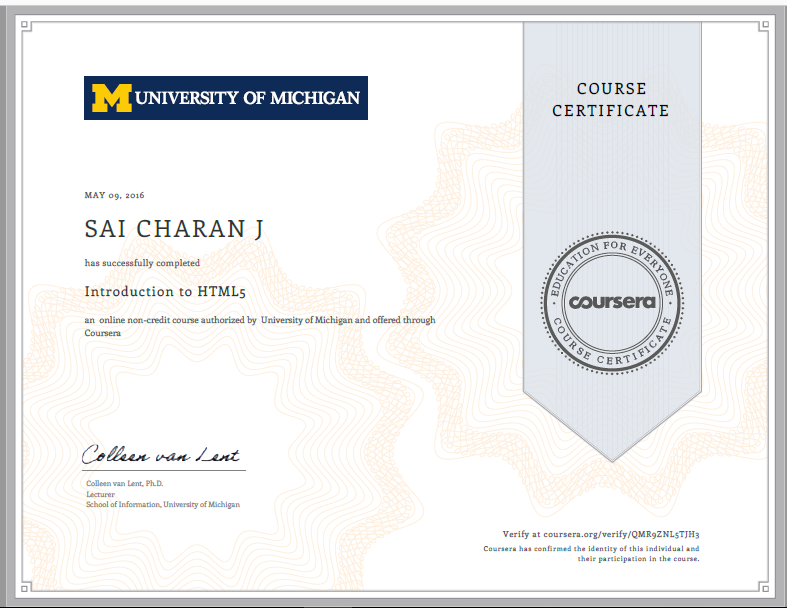 UNIVERSITY OF MICHIGAN
COURSE
CERTIFICATE
MAY 09, 2016
SAI CHARAN J
has successfully completed
Introduction to HTML5
an online non-credit course authorized by University of Michigan and offered through
Coursera
EDUCATION FOR EVERYONE
coursera
COURSE CERTIFICATE
Colleen van Lent
Colleen van Lent, Ph.D.
Lecturer
School of Information, University of Michigan
Verify at coursera.org/verify/QMR9ZNL5TJH3
Coursera has confirmed the identity of this individual and
their participation in the course.